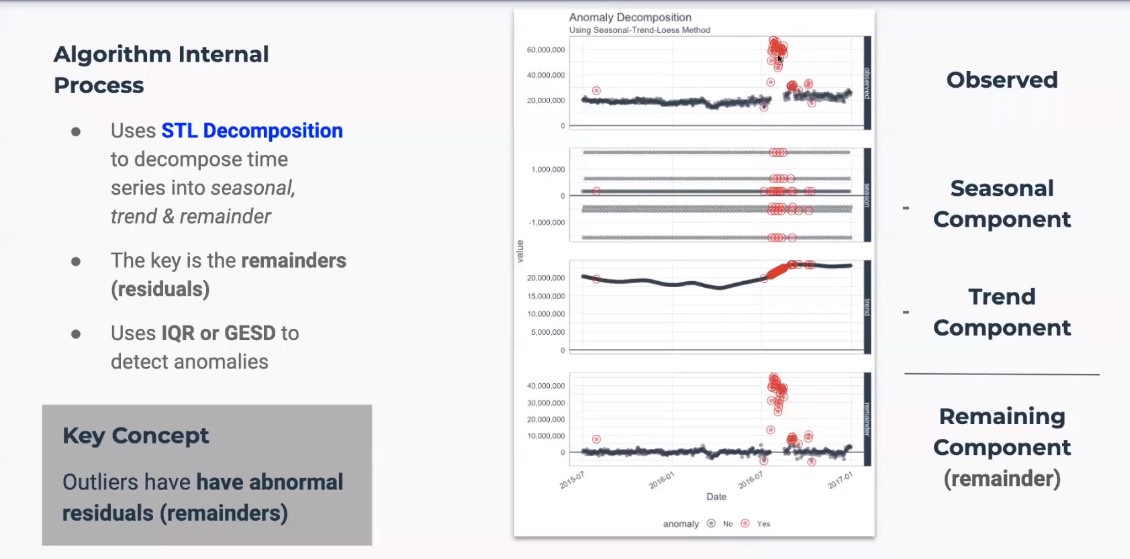 Algorithm Internal
Process
● Uses STL Decomposition
to decompose time
series into seasonal,
trend & remainder
● The key is the remainders
(residuals)
● Uses IQR or GESD to
detect anomalies
Key Concept
Outliers have have abnormal
residuals (remainders)
Anomaly Decomposition
Using Seasonal-Trend-Loess Method
value
60,000,000
40,000,000
20,000,000
0
observed
1,000,000
0
-1,000,000
season
20,000,000
15,000,000
10,000,000
5,000,000
0
trend
40,000,000
30,000,000
20,000,000
10,000,000
0
remainder
2015-07
2016-01
2016-07
2017-01
Date
anomaly No Yes
Observed
- Seasonal
Component
- Trend
Component
Remaining
Component
(remainder)